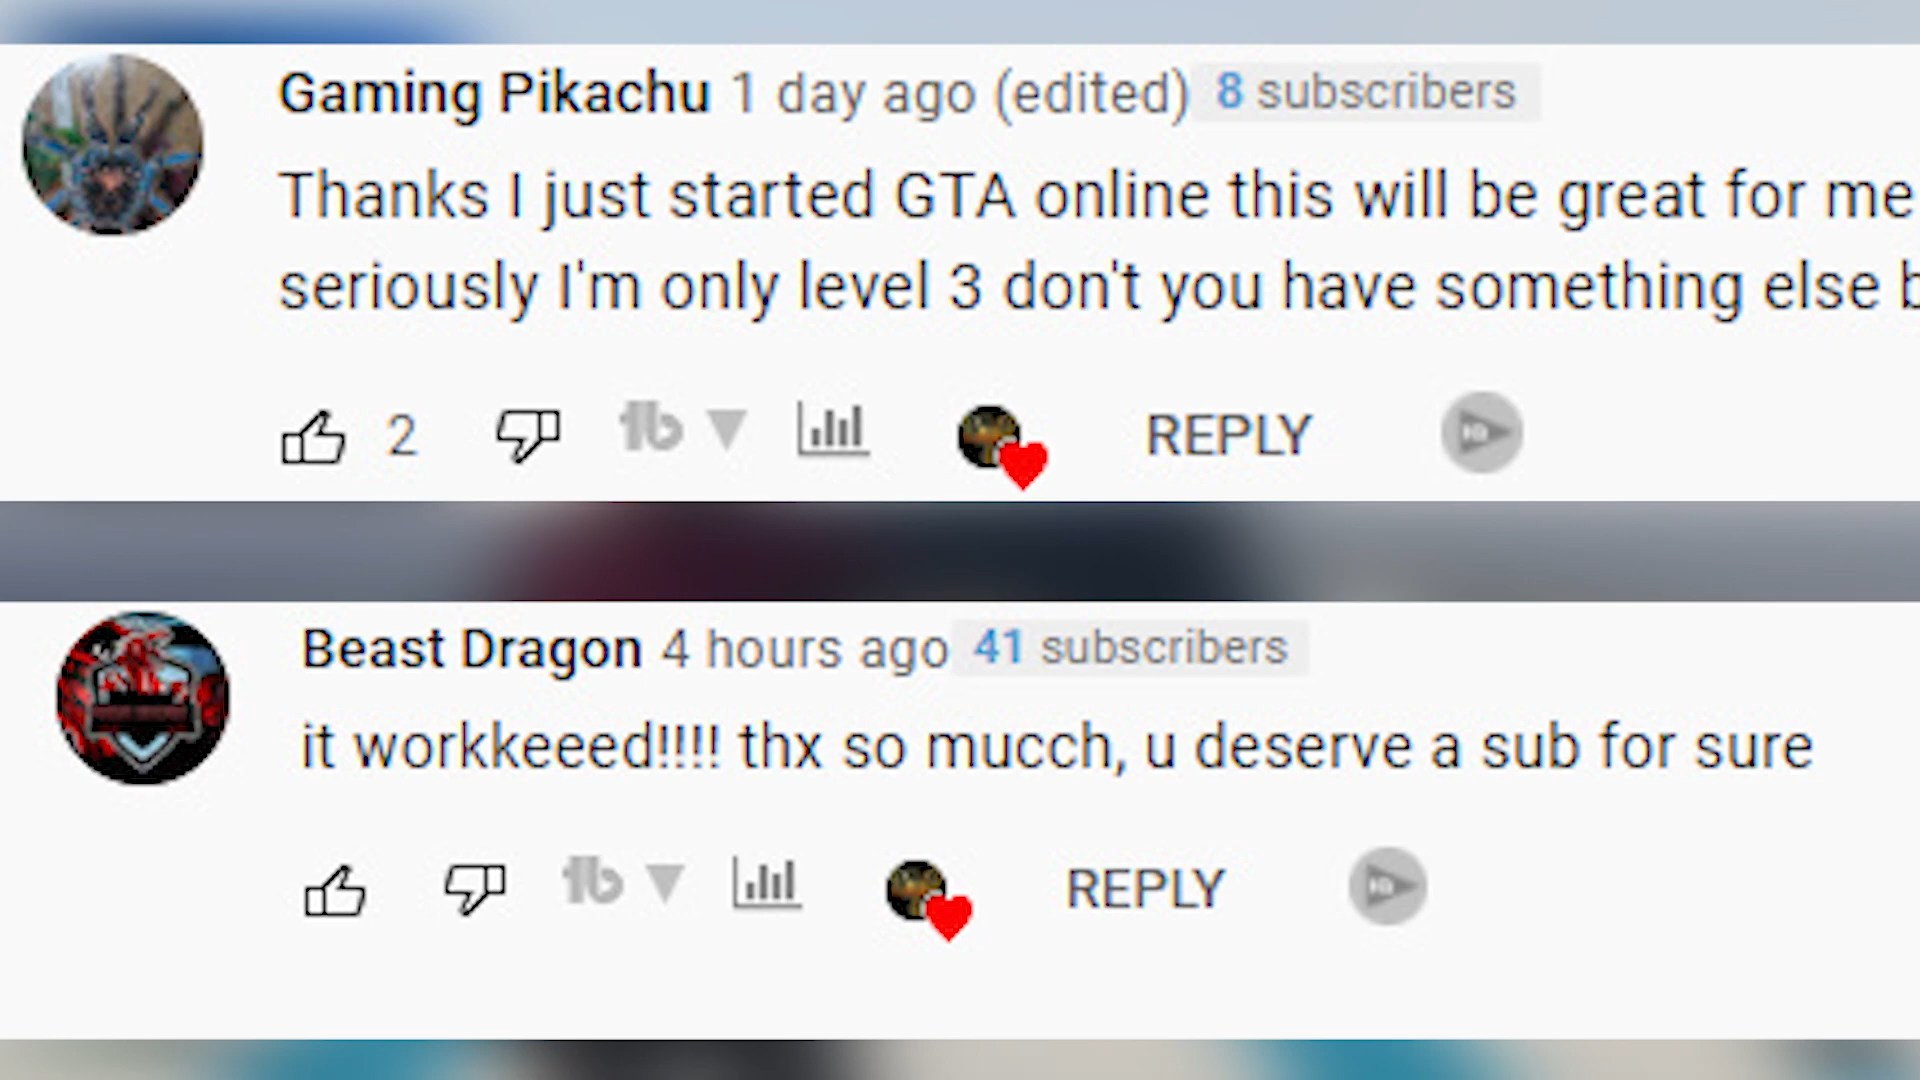 Gaming Pikachu 1 day ago (edited) 8 subscribers
Thanks I just started GTA online this will be great for me
seriously I'm only level 3 don't you have something else
2 REPLY
Beast Dragon 4 hours ago 41 subscribers
it workkeeed!!!! thx so mucch, u deserve a sub for sure
REPLY